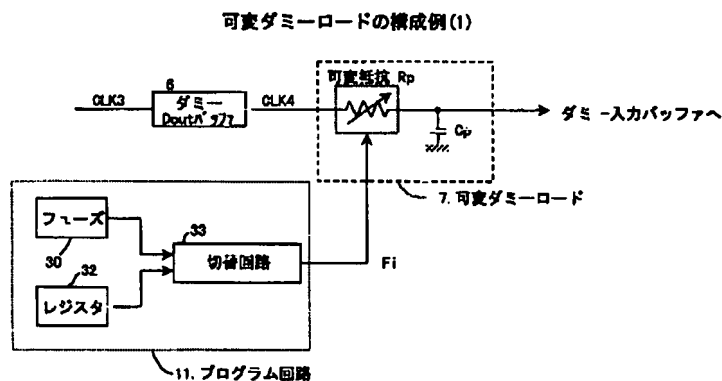 可変ダミーロードの構成例(1)
可変抵抗 Rp
6
CLK3
ダミー
Doutバッファ
CLK4
Cp
ダミー入力バッファへ
7. 可変ダミーロード
フューズ
30
33
切替回路
Fi
32
レジスタ
11. プログラム回路